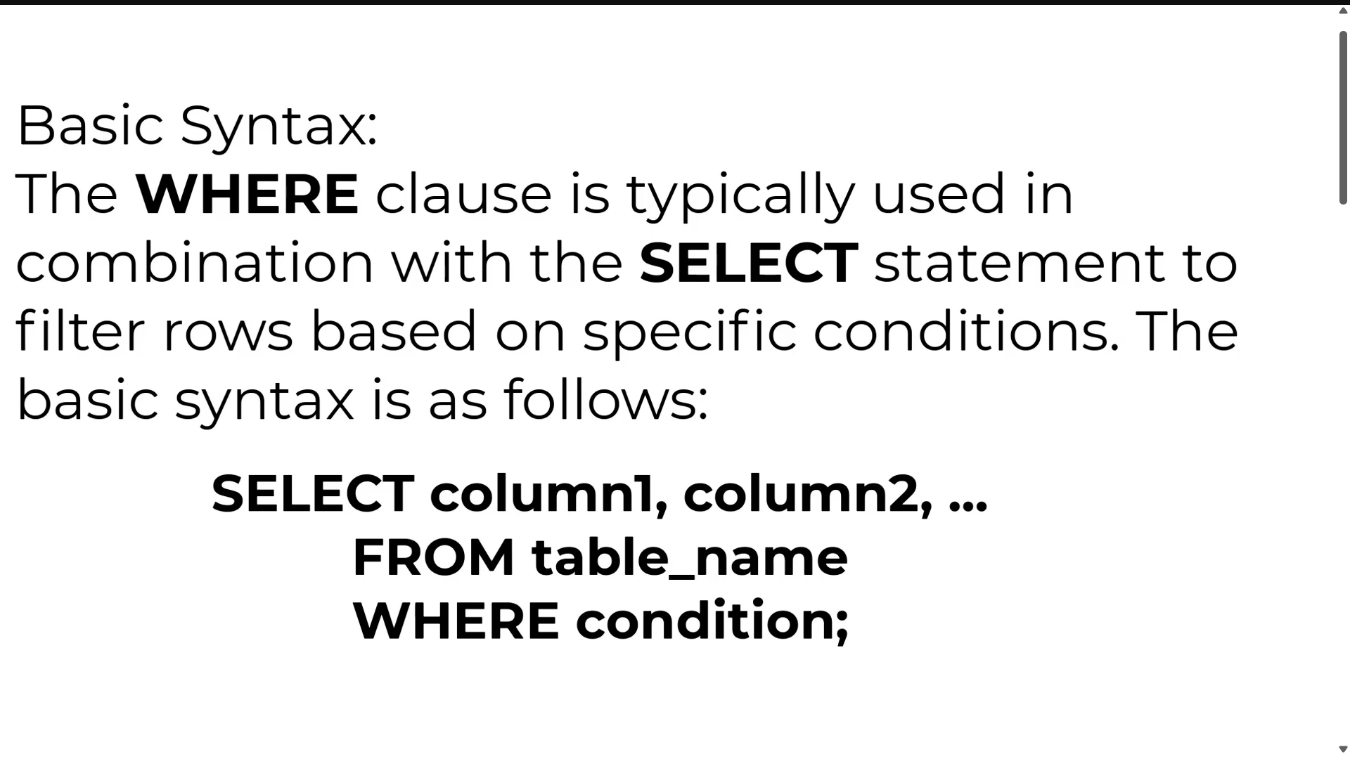 Basic Syntax:
The WHERE clause is typically used in
combination with the SELECT statement to
filter rows based on specific conditions. The
basic syntax is as follows:
SELECT column1, column2, ...
FROM table_name
WHERE condition;